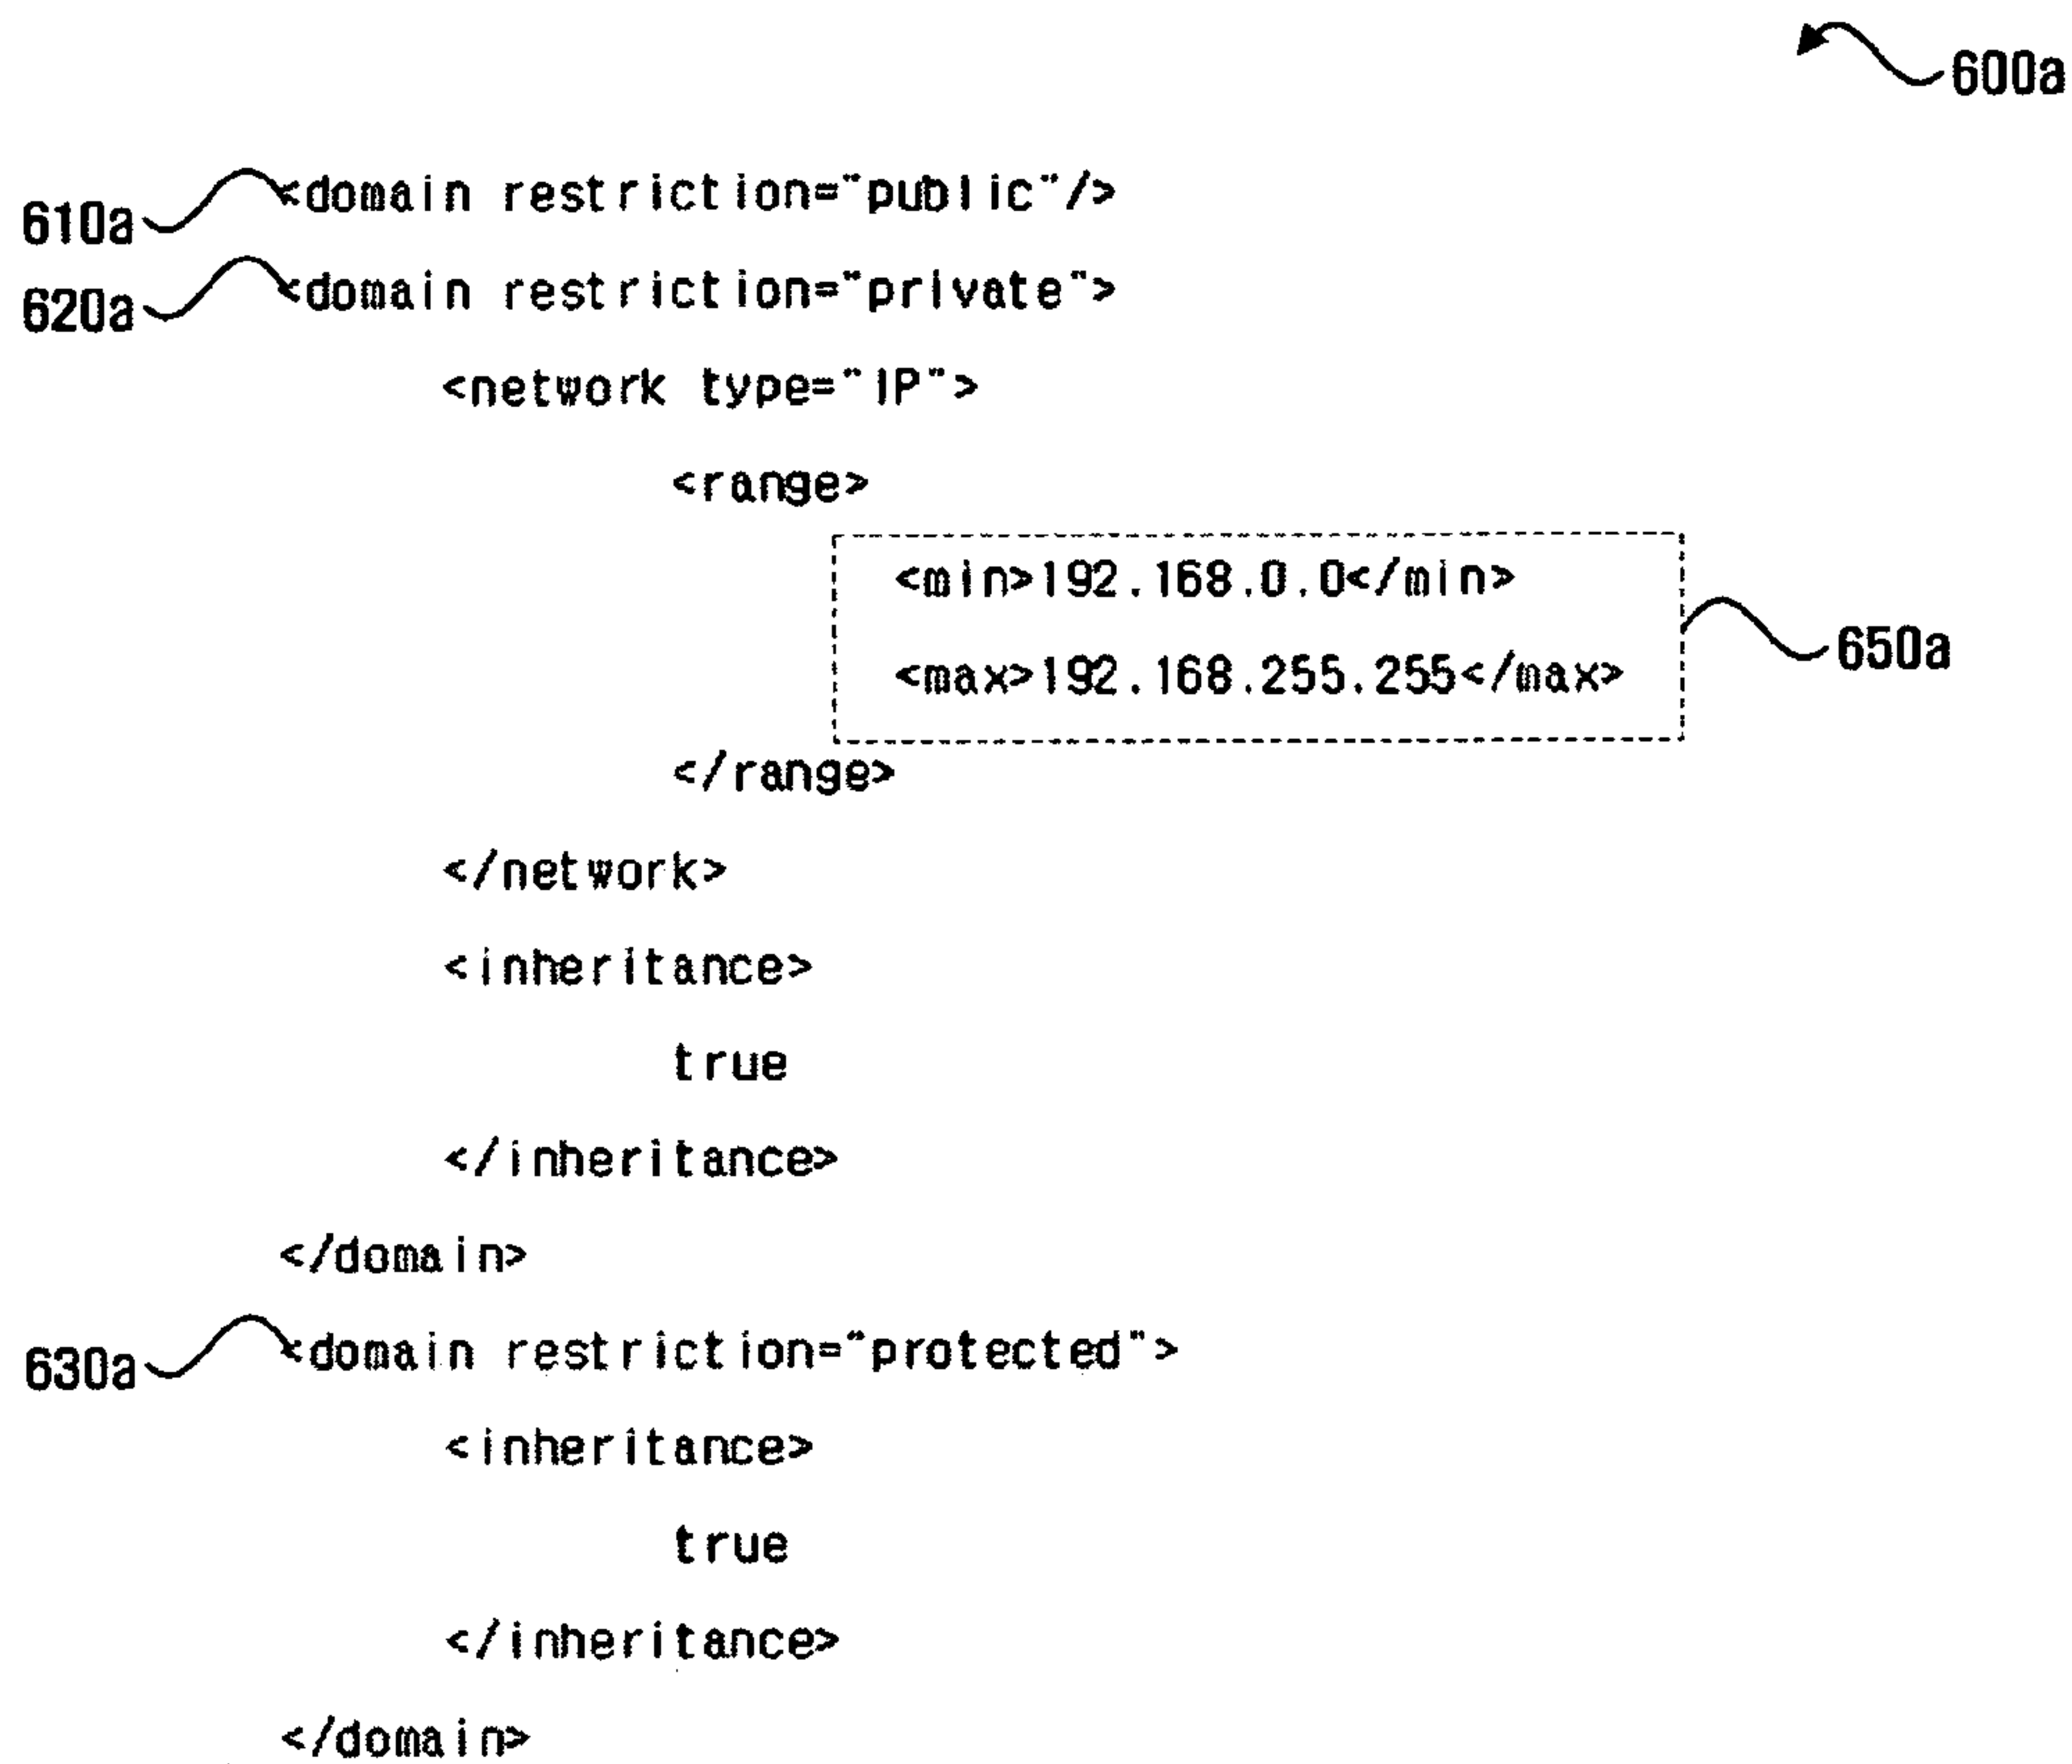 600a
610a <domain restriction="public"/>
620a <domain restriction="private">
<network type="IP">
<range>
<min>192.168.0.0</min>
<max>192.168.255.255</max>
650a
</range>
</network>
<inheritance>
true
</inheritance>
</domain>
630a <domain restriction="protected">
<inheritance>
true
</inheritance>
</domain>